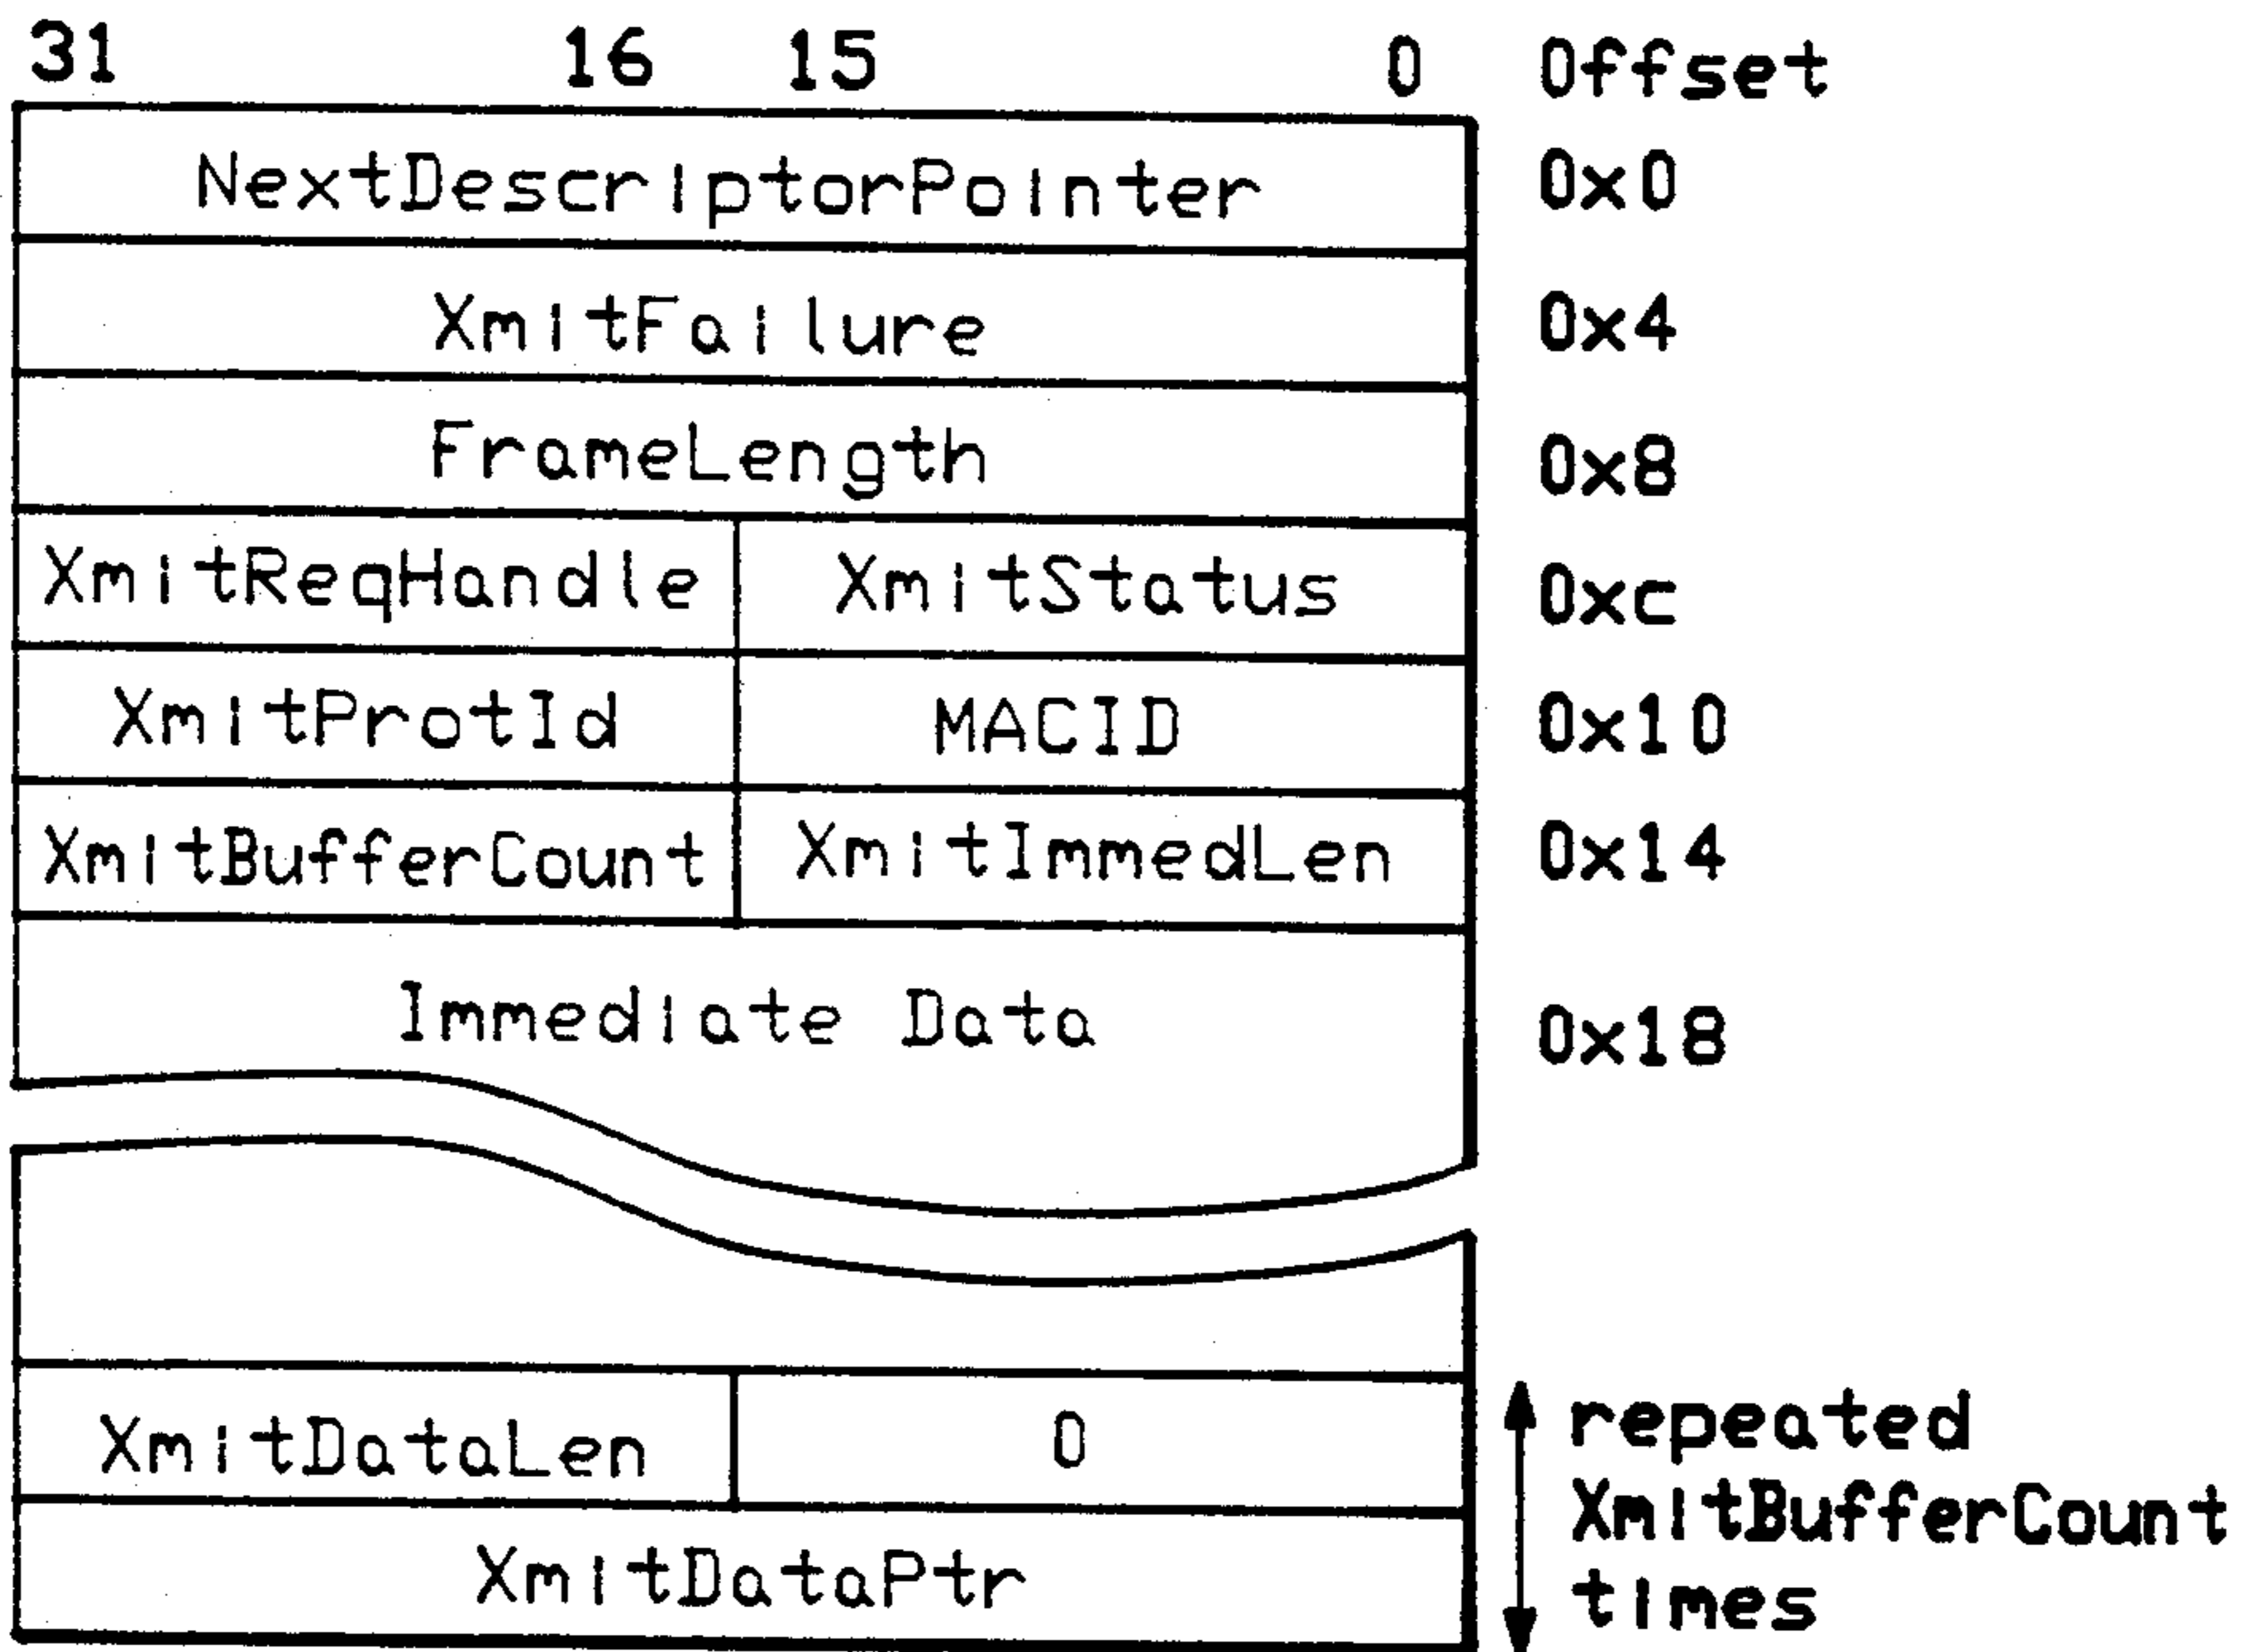 31 16 15 0 Offset
NextDescriptorPointer 0x0
XmitFailure 0x4
FrameLength 0x8
XmitReqHandle XmitStatus 0xc
XmitProtId MACID 0x10
XmitBufferCount XmitImmedLen 0x14
Immediate Data 0x18
XmitDataLen 0
XmitDataPtr
repeated
XmitBufferCount
times